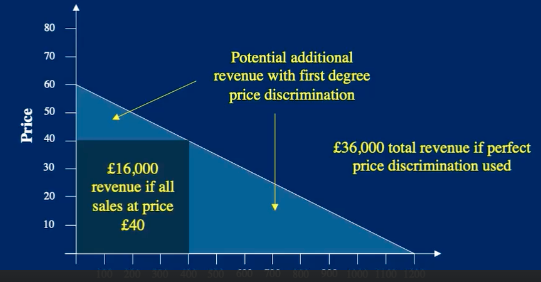 80
70
60
50
40
30
20
10
Price
Potential additional
revenue with first degree
price discrimination
£36,000 total revenue if perfect
price discrimination used
£16,000
revenue if all
sales at price
£40
100 200 300 400 500 600 700 800 900 1000 1100 1200